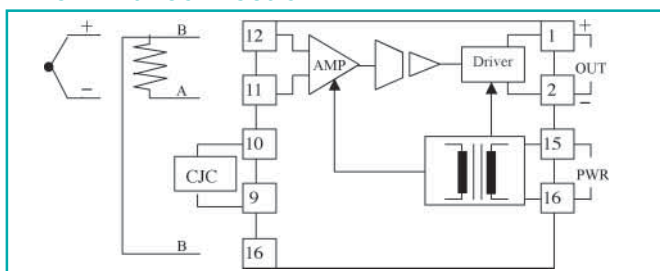 +
B
12
1
+
AMP
Driver
OUT
−
A
11
2
−
10
15
CJC
PWR
9
16
B
16